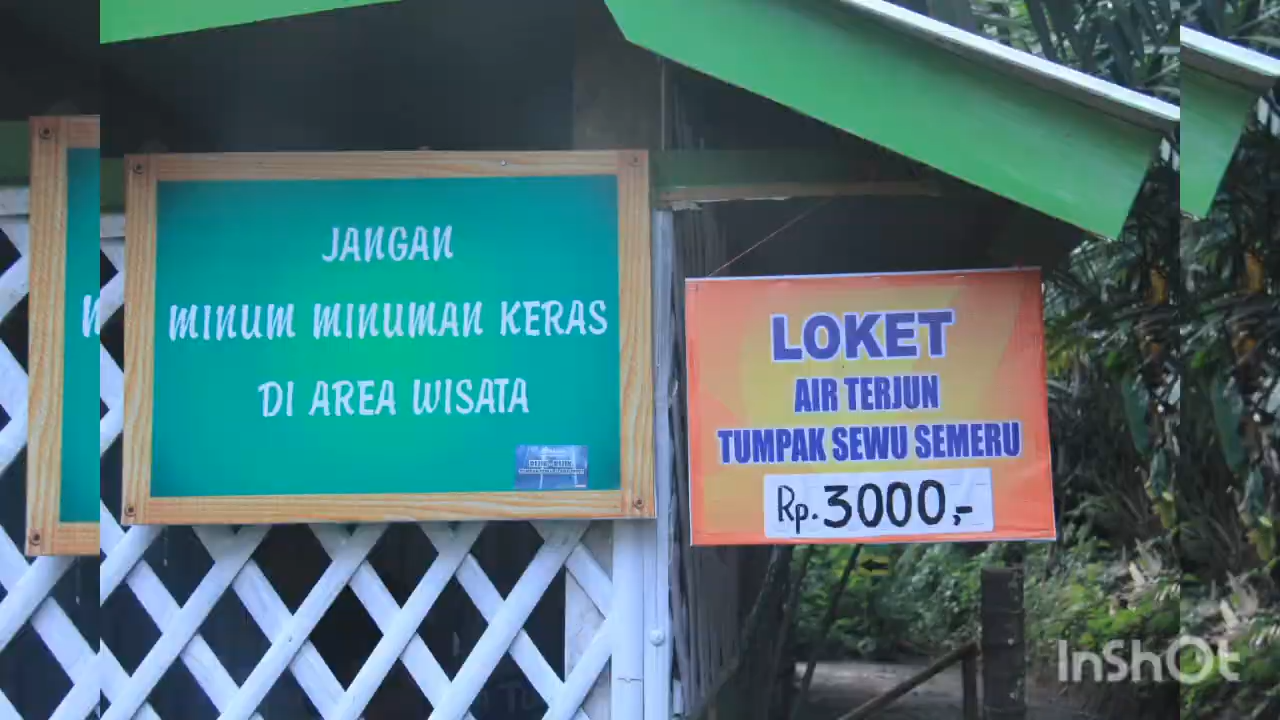 JANGAN
MINUM MINUMAN KERAS
DI AREA WISATA
LOKET
AIR TERJUN
TUMPAK SEWU SEMERU
Rp. 3000,-
InShOt